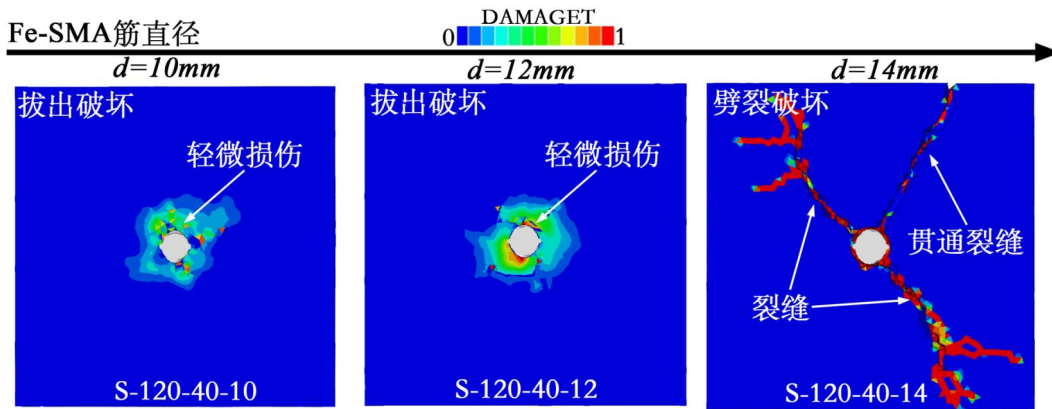 DAMAGET
Fe-SMA筋直径
0 1
d=10mm
d=12mm
d=14mm
拔出破坏
轻微损伤
S-120-40-10
拔出破坏
轻微损伤
S-120-40-12
劈裂破坏
贯通裂缝
裂缝
S-120-40-14